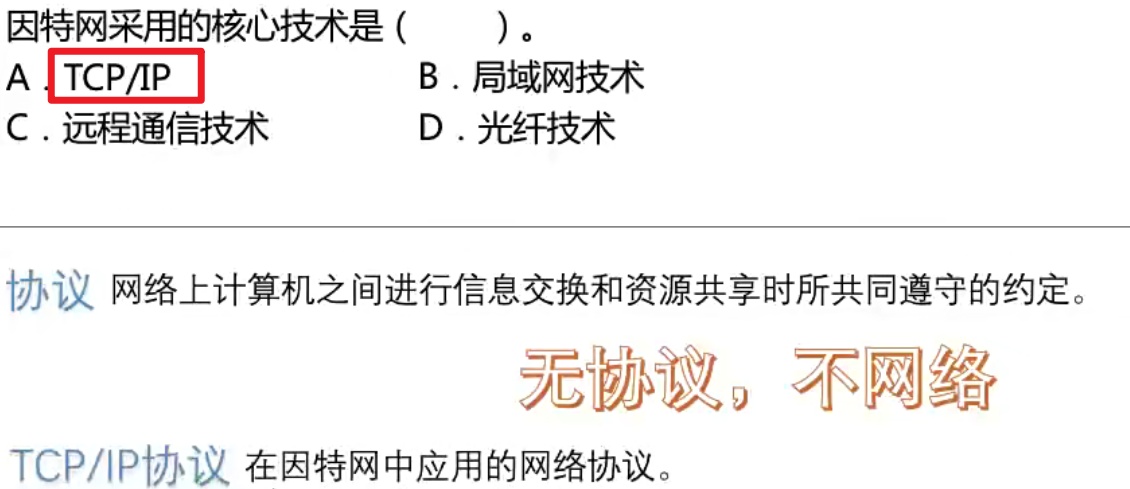 因特网采用的核心技术是（  ）。
A．TCP/IP B．局域网技术
C．远程通信技术 D．光纤技术
协议 网络上计算机之间进行信息交换和资源共享时所共同遵守的约定。
无协议，不网络
TCP/IP协议 在因特网中应用的网络协议。